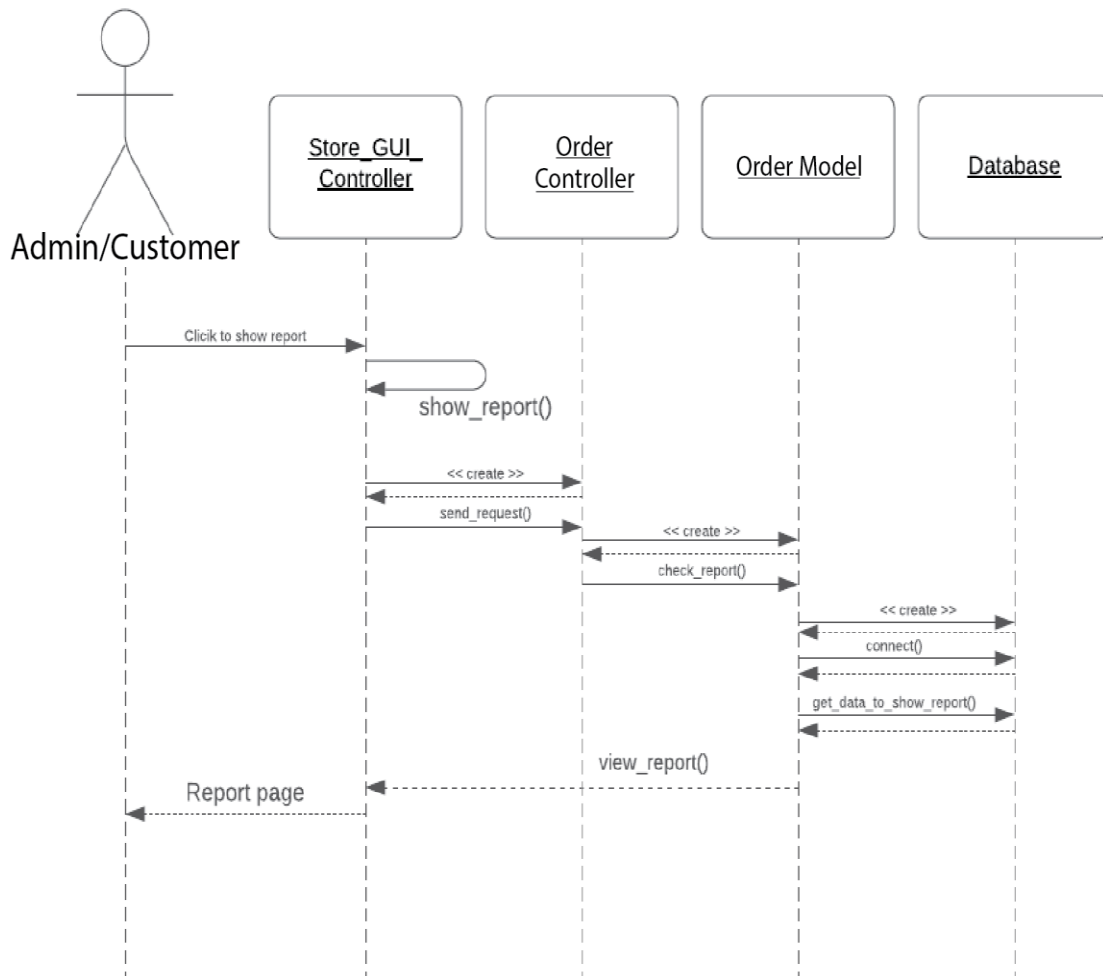 Admin/Customer
Store_GUI_
Controller
Order
Controller
Order Model
Database
Clicik to show report
show_report()
<< create >>
send_request()
<< create >>
check_report()
<< create >>
connect()
get_data_to_show_report()
view_report()
Report page